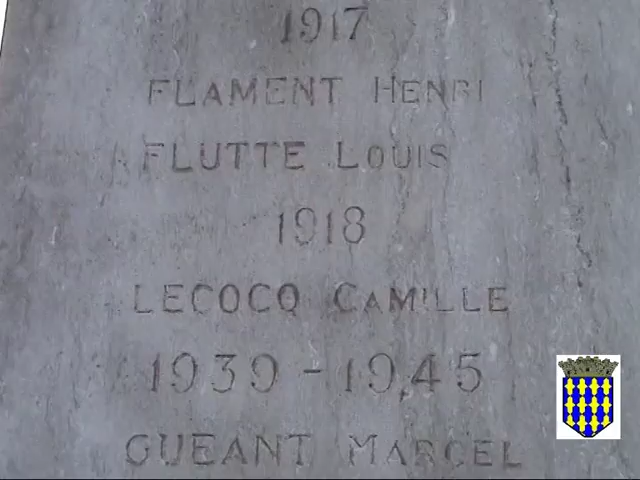 1917
FLAMENT HENRI
FLUTTE LOUIS
1918
LECOCQ CAMILLE
1939-1945
GUEANT MARCEL